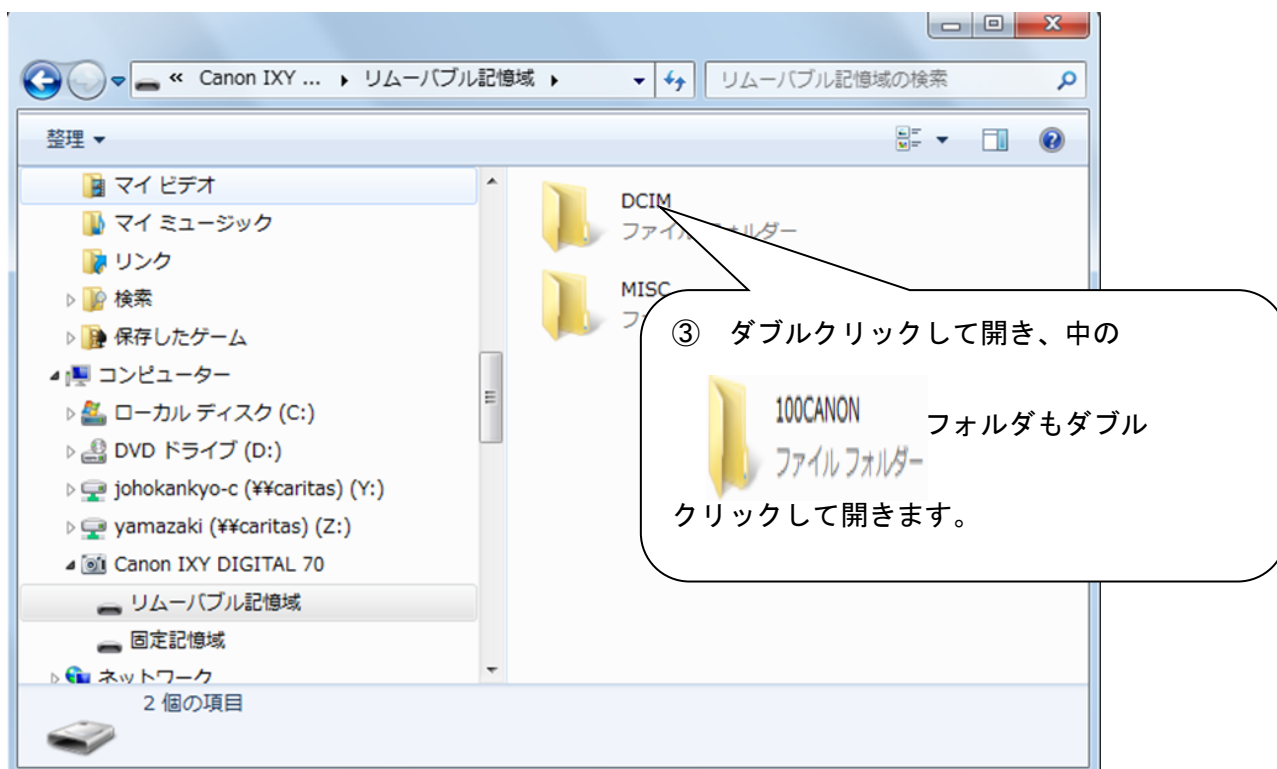 « Canon IXY ... ▸ リムーバブル記憶域 ▸
リムーバブル記憶域の検索
整理
マイ ビデオ
マイ ミュージック
リンク
検索
保存したゲーム
コンピューター
ローカル ディスク (C:)
DVD ドライブ (D:)
johokankyo-c (¥¥caritas) (Y:)
yamazaki (¥¥caritas) (Z:)
Canon IXY DIGITAL 70
リムーバブル記憶域
固定記憶域
ネットワーク
DCIM
ファイル フォルダー
MISC
③ ダブルクリックして開き、中の
100CANON
ファイル フォルダー
フォルダもダブル
クリックして開きます。
2 個の項目